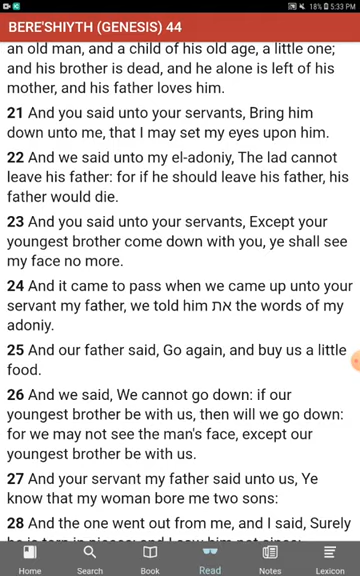 18% 5:33 PM
BERE'SHIYTH (GENESIS) 44
an old man, and a child of his old age, a little one;
and his brother is dead, and he alone is left of his
mother, and his father loves him.
21 And you said unto your servants, Bring him
down unto me, that I may set my eyes upon him.
22 And we said unto my el-adoniy, The lad cannot
leave his father: for if he should leave his father, his
father would die.
23 And you said unto your servants, Except your
youngest brother come down with you, ye shall see
my face no more.
24 And it came to pass when we came up unto your
servant my father, we told him את the words of my
adoniy.
25 And our father said, Go again, and buy us a little
food.
26 And we said, We cannot go down: if our
youngest brother be with us, then will we go down:
for we may not see the man's face, except our
youngest brother be with us.
27 And your servant my father said unto us, Ye
know that my woman bore me two sons:
28 And the one went out from me, and I said, Surely
he is torn in pieces; and I saw him not since:
Home Search Book Read Notes Lexicon